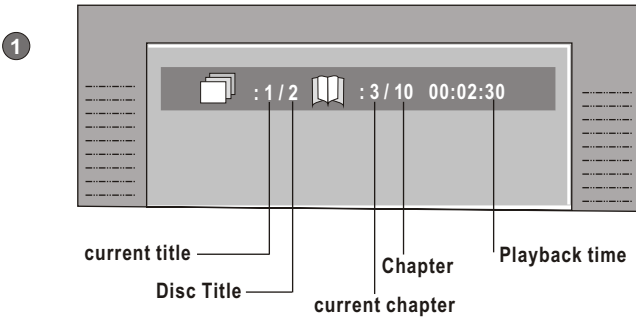 1
: 1 / 2 : 3 / 10 00:02:30
current title
Chapter
Playback time
Disc Title
current chapter